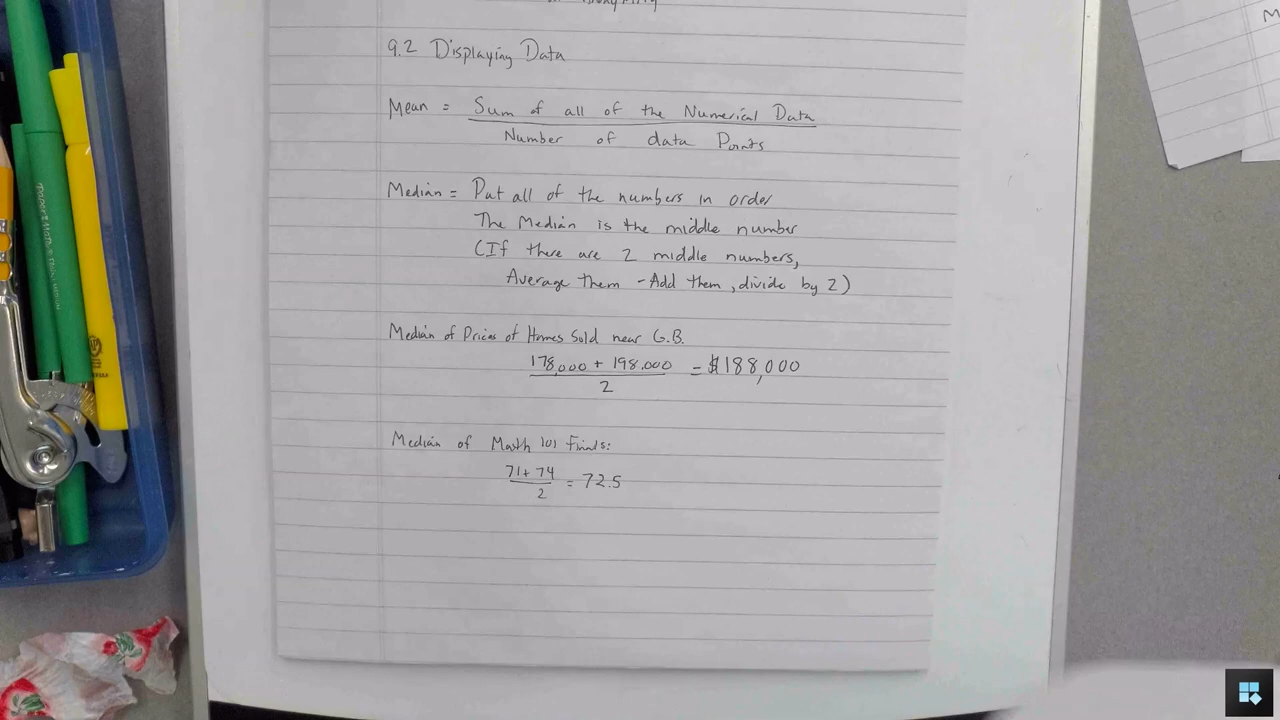 9.2 Displaying Data
Mean = Sum of all of the Numerical Data
Number of data Points
Median = Put all of the numbers in order
The Median is the middle number
(If there are 2 middle numbers,
Average them - Add them, divide by 2)
Median of Prices of Homes Sold near G.B.
178,000 + 198,000 = $188,000
2
Median of Math 101 Finals:
71 + 74 = 72.5
2